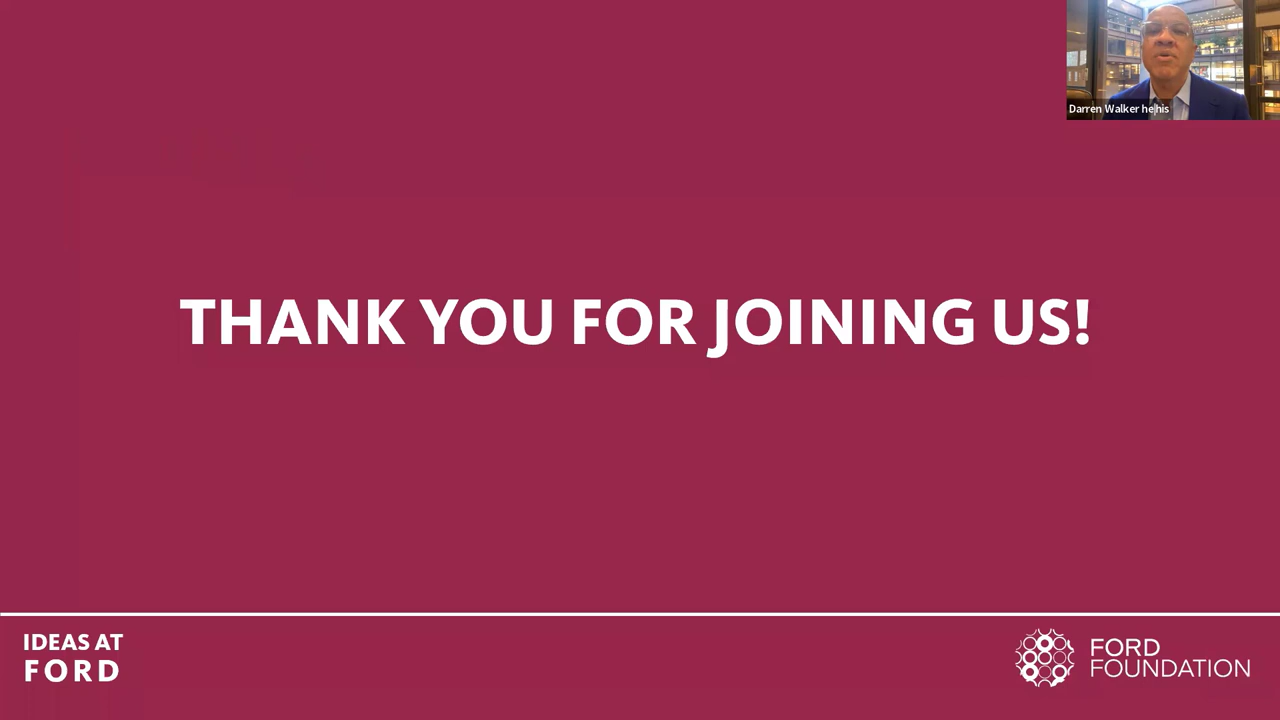 Darren Walker he|his
THANK YOU FOR JOINING US!
IDEAS AT
FORD
FORD
FOUNDATION